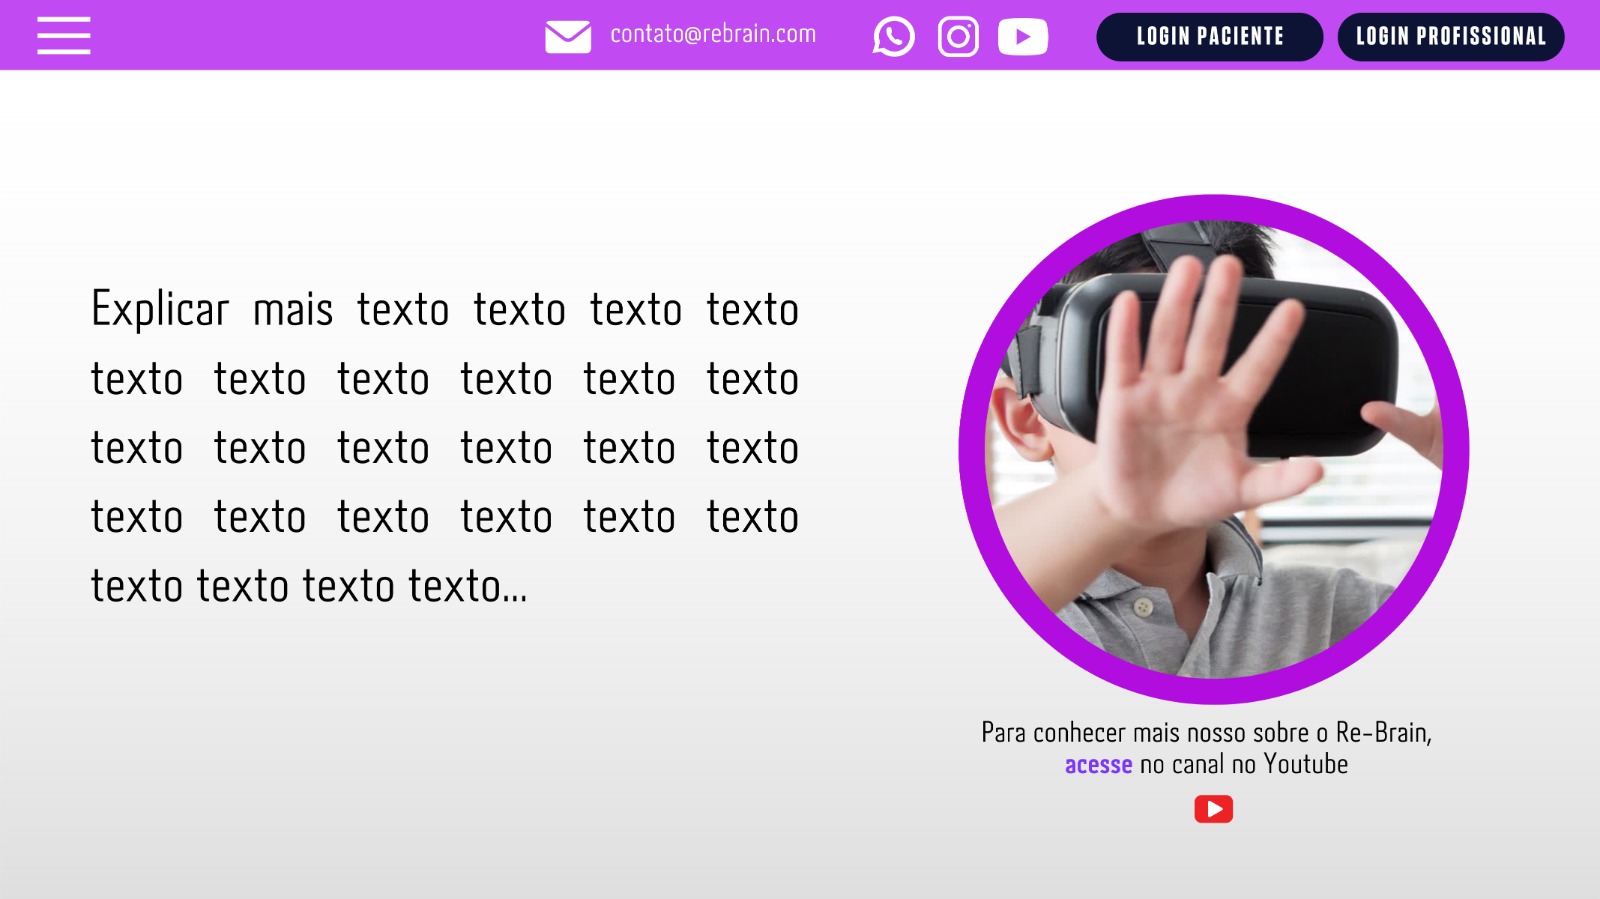 contato@rebrain.com
LOGIN PACIENTE
LOGIN PROFISSIONAL
Explicar mais texto texto texto texto
texto texto texto texto texto texto
texto texto texto texto texto texto
texto texto texto texto texto texto
texto texto texto texto...
Para conhecer mais nosso sobre o Re-Brain,
acesse no canal no Youtube